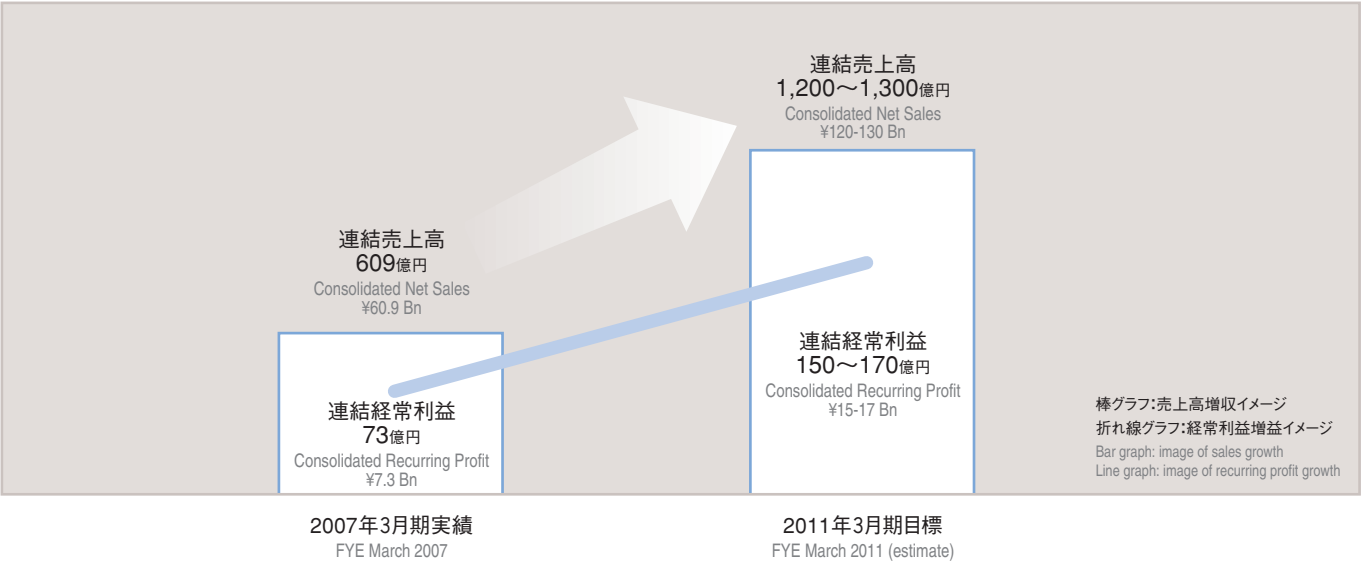 連結売上高
1,200〜1,300億円
Consolidated Net Sales
¥120-130 Bn
連結売上高
609億円
Consolidated Net Sales
¥60.9 Bn
連結経常利益
150〜170億円
Consolidated Recurring Profit
¥15-17 Bn
連結経常利益
73億円
Consolidated Recurring Profit
¥7.3 Bn
棒グラフ:売上高増収イメージ
折れ線グラフ:経常利益増益イメージ
Bar graph: image of sales growth
Line graph: image of recurring profit growth
2007年3月期実績
FYE March 2007
2011年3月期目標
FYE March 2011 (estimate)